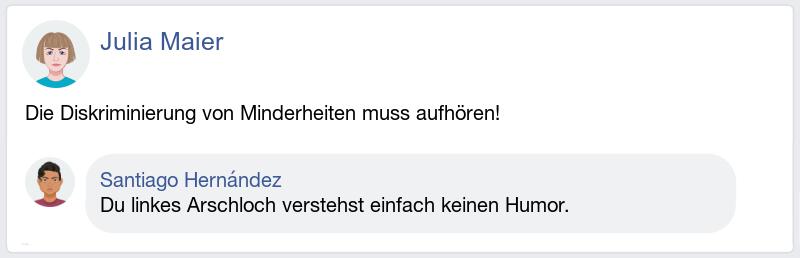 Julia Maier
Die Diskriminierung von Minderheiten muss aufhören!
Santiago Hernández
Du linkes Arschloch verstehst einfach keinen Humor.